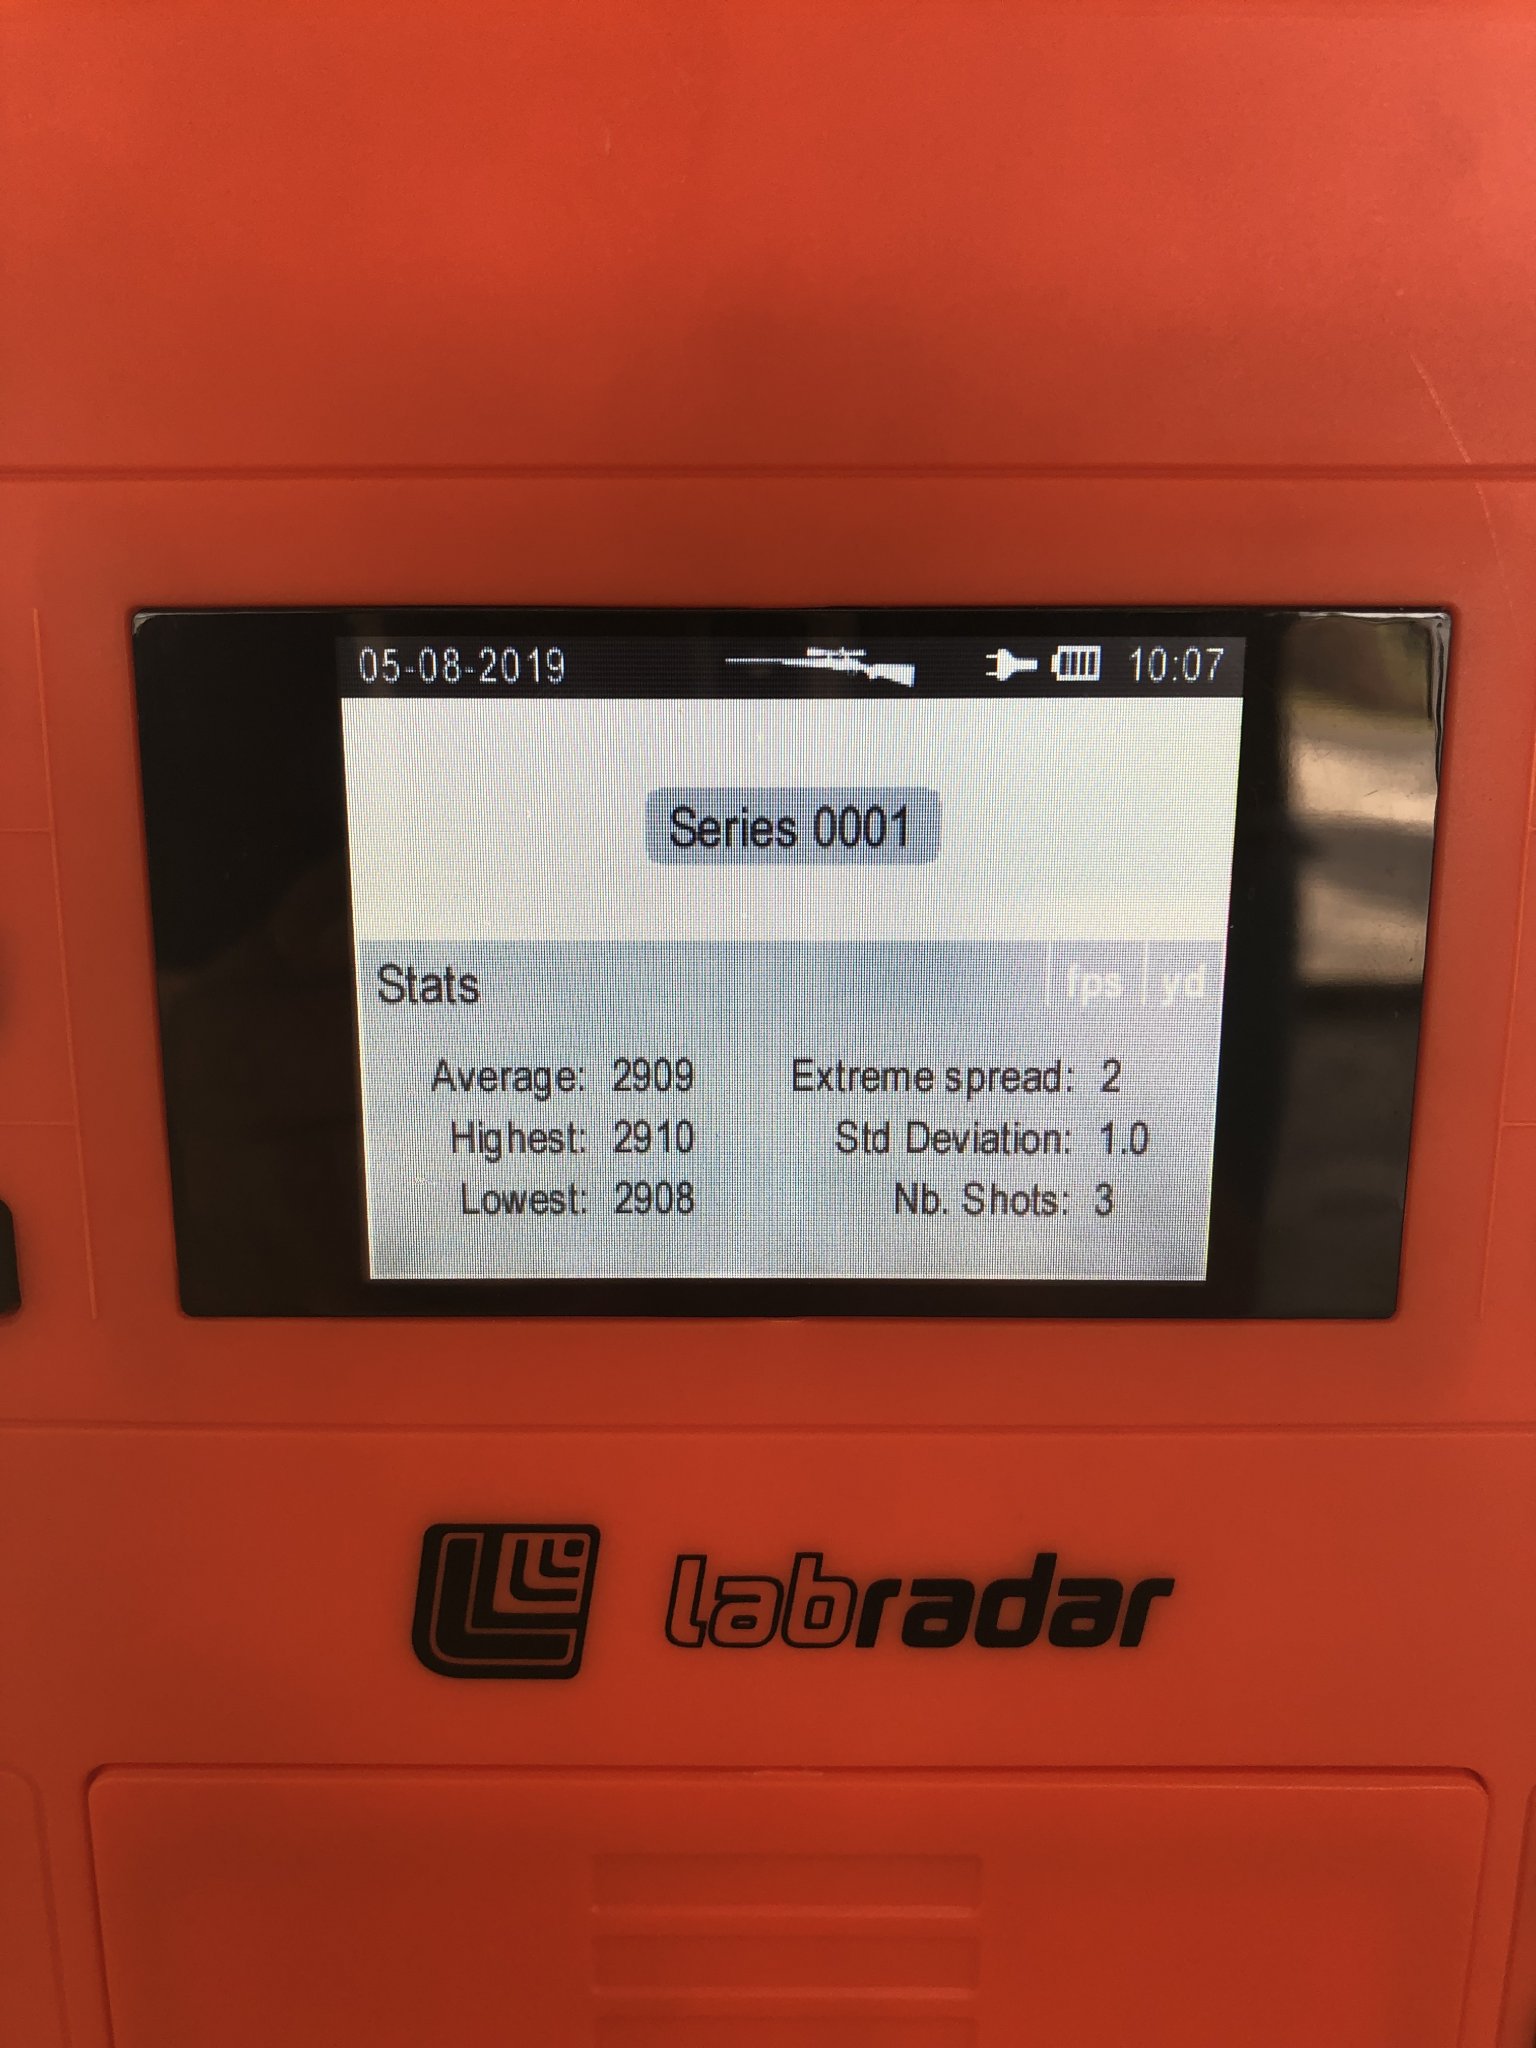 05-08-2019 10:07
Series 0001
Stats fps yd
Average: 2909 Extreme spread: 2
Highest: 2910 Std Deviation: 1.0
Lowest: 2908 Nb. Shots: 3
labradar